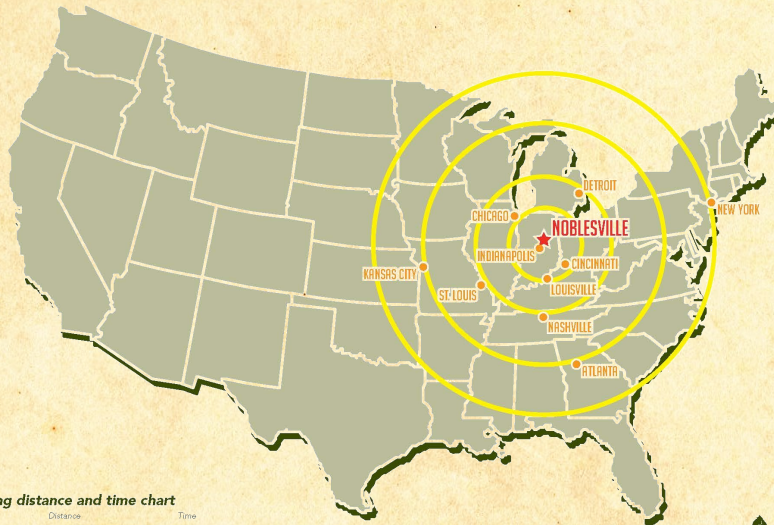 DETROIT
CHICAGO
NEW YORK
NOBLESVILLE
INDIANAPOLIS
CINCINNATI
KANSAS CITY
ST. LOUIS
LOUISVILLE
NASHVILLE
ATLANTA
ng distance and time chart
Distance Time